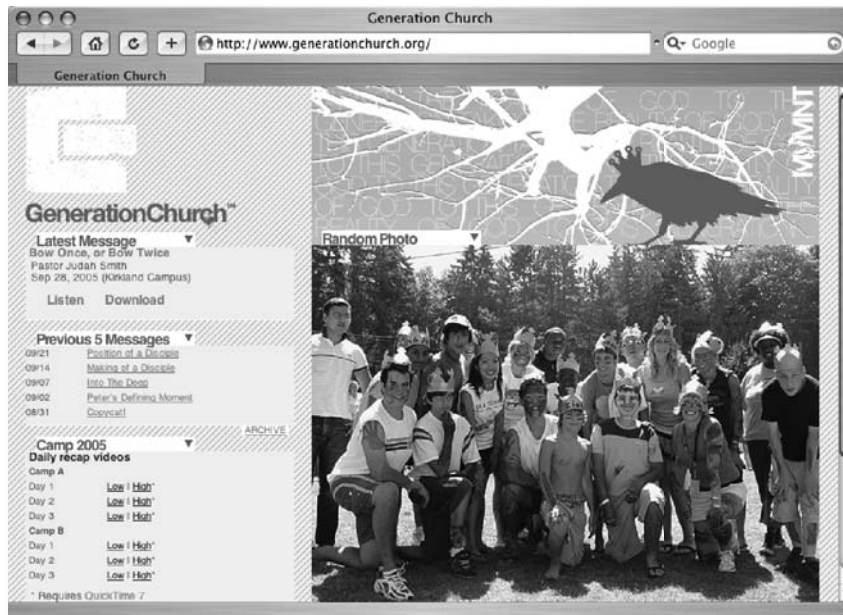 Generation Church
http://www.generationchurch.org/
Google
Generation Church
MVMNT
GenerationChurch™
Latest Message
Bow Once, or Bow Twice
Pastor Judah Smith
Sep 28, 2005 (Kirkland Campus)
Listen Download
Previous 5 Messages
09/21 Position of a Disciple
09/14 Making of a Disciple
09/07 Into The Deep
09/02 Peter's Defining Moment
08/31 Copycat!
ARCHIVE
Camp 2005
Daily recap videos
Camp A
Day 1 Low | High*
Day 2 Low | High*
Day 3 Low | High*
Camp B
Day 1 Low | High*
Day 2 Low | High*
Day 3 Low | High*
* Requires QuickTime 7
Random Photo